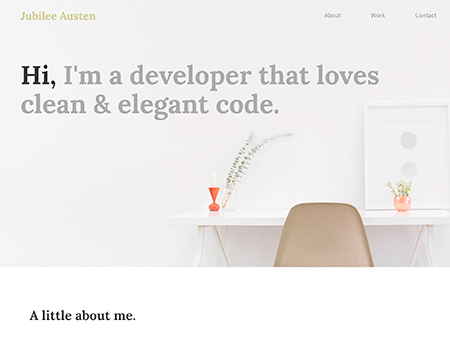 Jubilee Austen
About Work Contact
Hi, I'm a developer that loves
clean & elegant code.
A little about me.